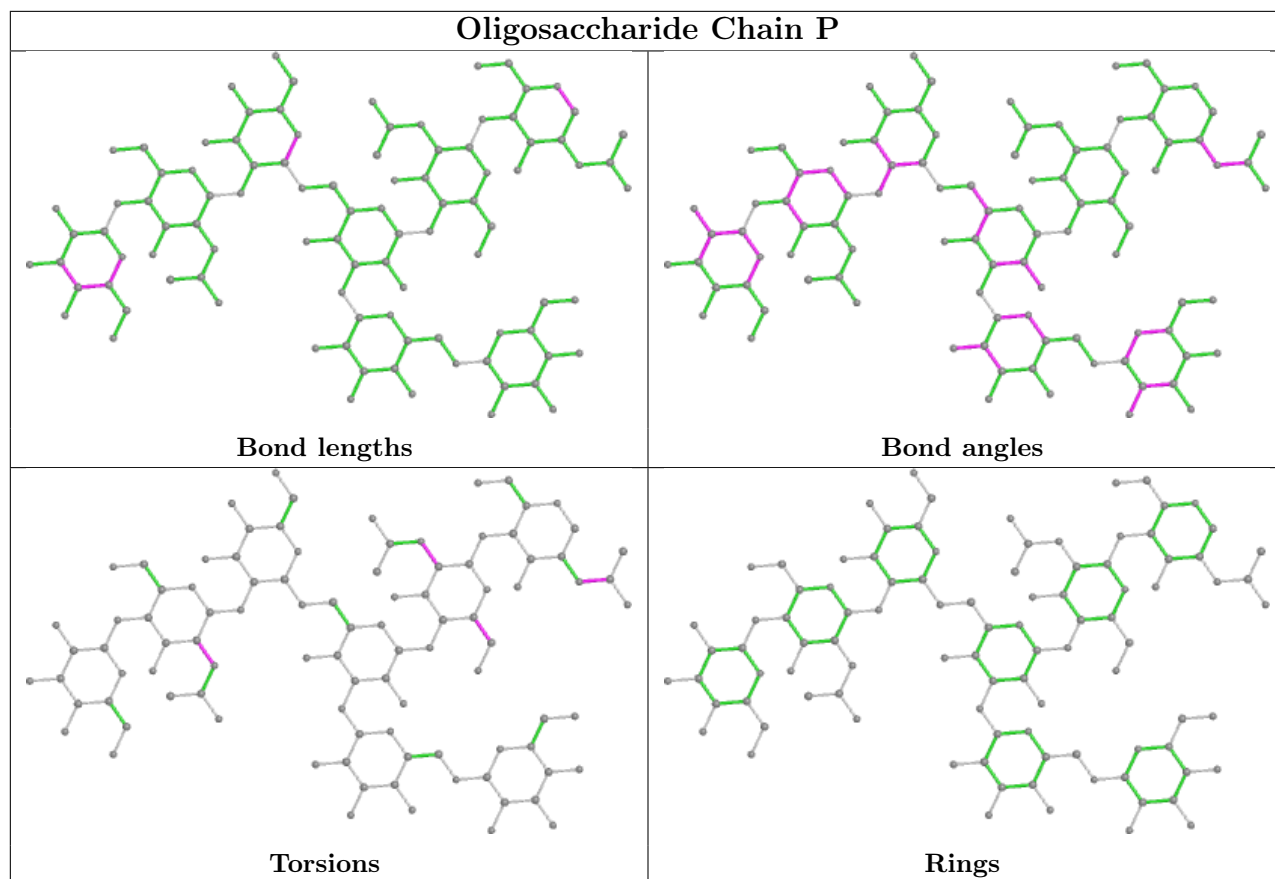 Oligosaccharide Chain P
Bond lengths
Bond angles
Torsions
Rings